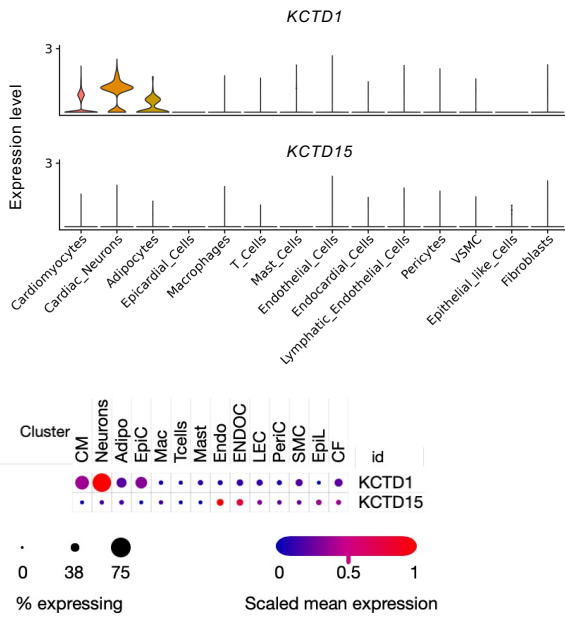 KCTD1
3
KCTD15
3
Expression level
Cardiomyocytes
Cardiac_Neurons
Adipocytes
Epicardial_Cells
Macrophages
T_Cells
Mast_Cells
Endothelial_Cells
Endocardial_Cells
Lymphatic_Endothelial_Cells
Pericytes
VSMC
Epithelial_like_Cells
Fibroblasts
Cluster
CM
Neurons
Adipo
EpiC
Mac
Tcells
Mast
Endo
ENDOC
LEC
PeriC
SMC
EpiL
CF
id
KCTD1
KCTD15
0 38 75
% expressing
0 0.5 1
Scaled mean expression